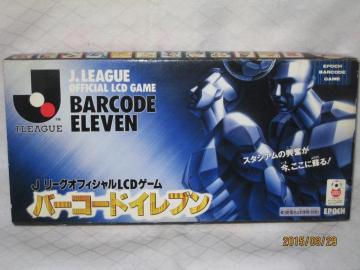 J. LEAGUE
OFFICIAL LCD GAME
BARCODE
ELEVEN
EPOCH
BARCODE
GAME
J.LEAGUE
スタジアムの興奮が
今、ここに蘇る!
JリーグオフィシャルLCDゲーム
バーコードイレブン
EPOCH
2015/09/29